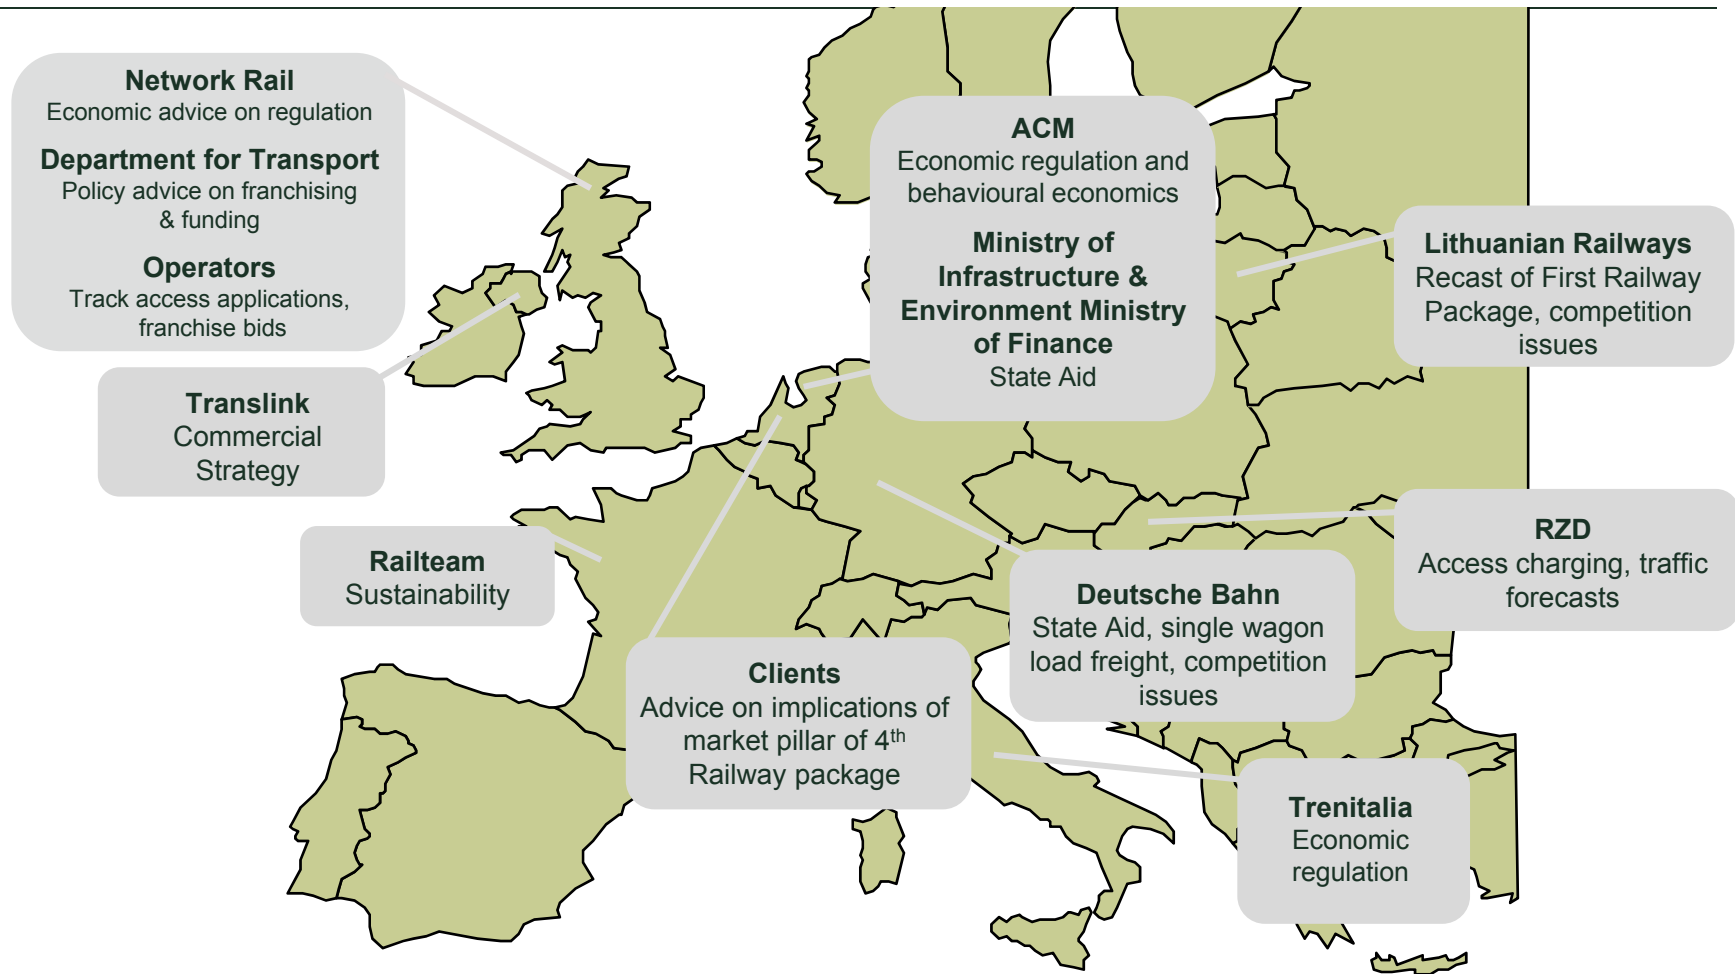 Network Rail
Economic advice on regulation
Department for Transport
Policy advice on franchising
& funding
Operators
Track access applications,
franchise bids
Translink
Commercial
Strategy
Railteam
Sustainability
ACM
Economic regulation and
behavioural economics
Ministry of
Infrastructure &
Environment Ministry
of Finance
State Aid
Lithuanian Railways
Recast of First Railway
Package, competition
issues
RZD
Access charging, traffic
forecasts
Deutsche Bahn
State Aid, single wagon
load freight, competition
issues
Clients
Advice on implications of
market pillar of 4th
Railway package
Trenitalia
Economic
regulation